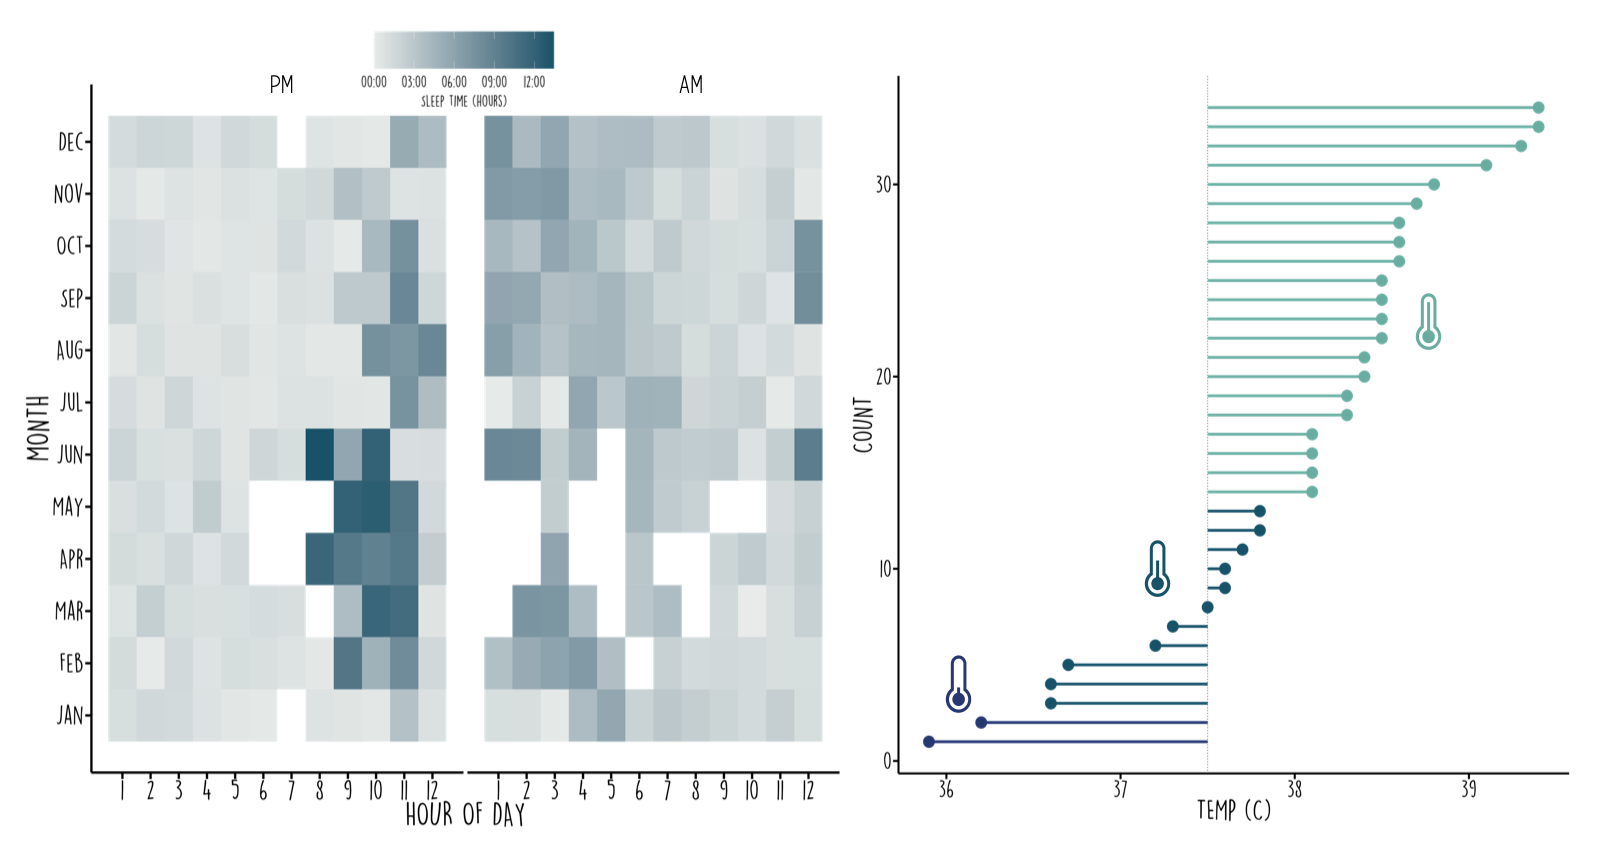 00:00 03:00 06:00 09:00 12:00
SLEEP TIME (HOURS)
PM AM
MONTH
DEC
NOV
OCT
SEP
AUG
JUL
JUN
MAY
APR
MAR
FEB
JAN
1 2 3 4 5 6 7 8 9 10 11 12 1 2 3 4 5 6 7 8 9 10 11 12
HOUR OF DAY
COUNT
30
20
10
0
36 37 38 39
TEMP (C)